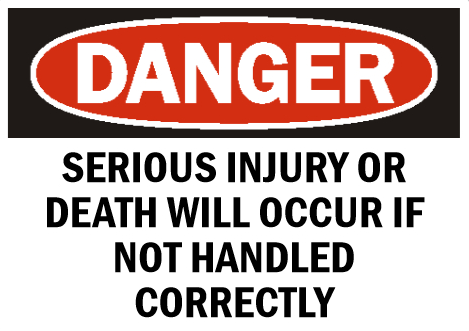 DANGER
SERIOUS INJURY OR
DEATH WILL OCCUR IF
NOT HANDLED
CORRECTLY